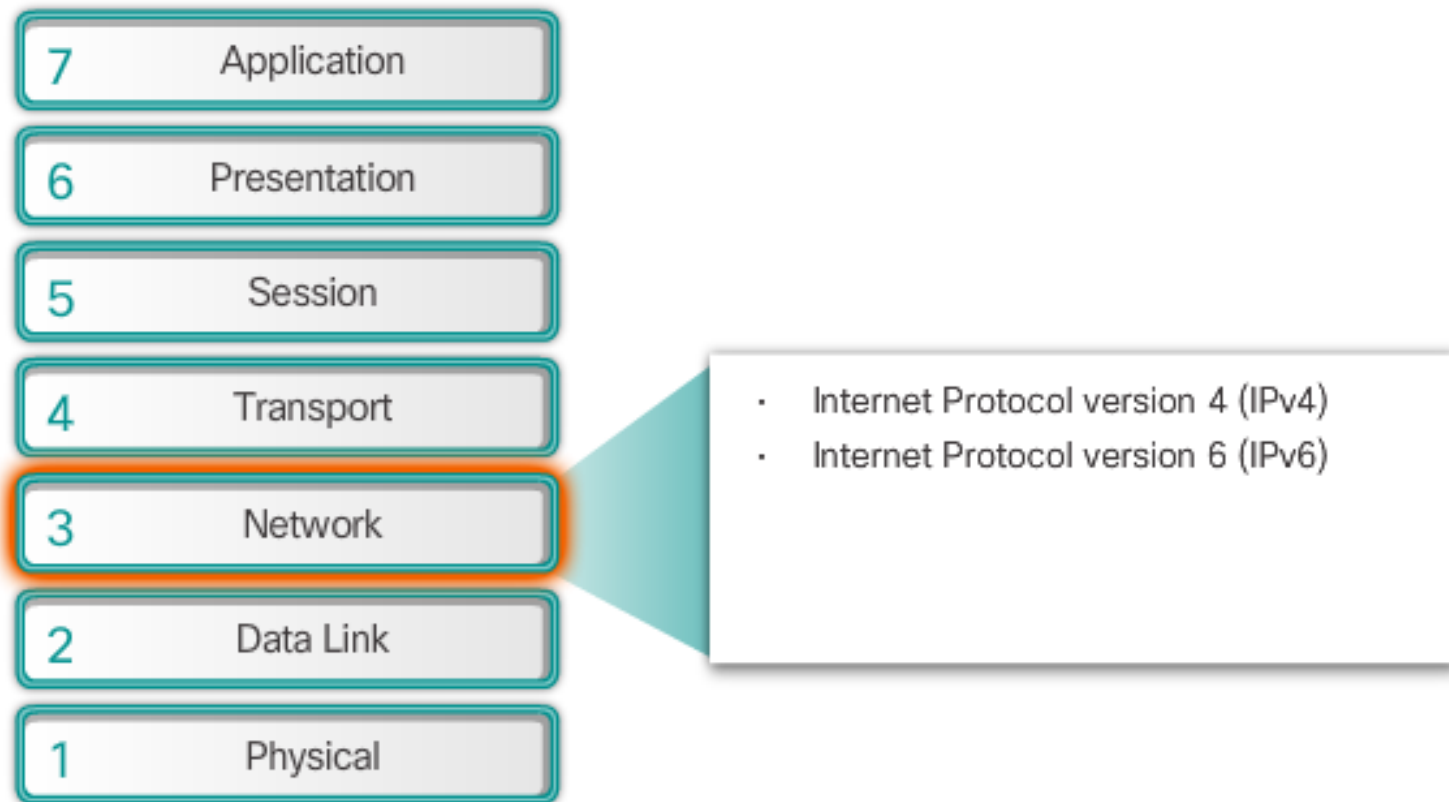 7 Application
6 Presentation
5 Session
4 Transport
3 Network
2 Data Link
1 Physical
· Internet Protocol version 4 (IPv4)
· Internet Protocol version 6 (IPv6)